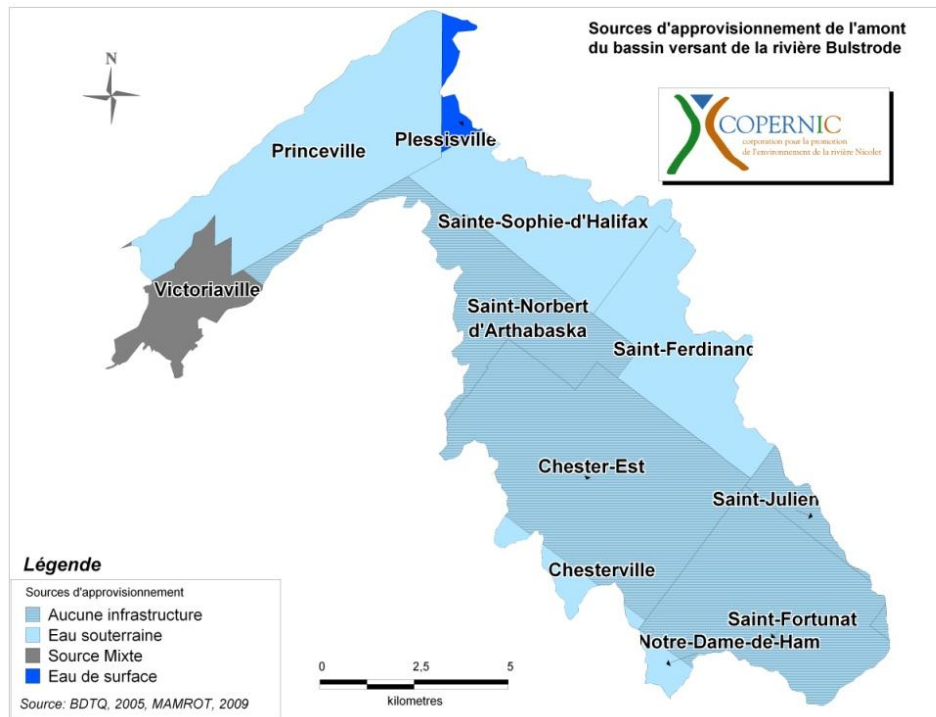 Sources d'approvisionnement de l'amont
du bassin versant de la rivière Bulstrode
N
COPERNIC
corporation pour la promotion
de l'environnement de la rivière Nicolet
Princeville
Plessisville
Sainte-Sophie-d'Halifax
Victoriaville
Saint-Norbert
d'Arthabaska
Saint-Ferdinand
Chester-Est
Saint-Julien
Chesterville
Saint-Fortunat
Notre-Dame-de-Ham
Légende
Sources d'approvisionnement
Aucune infrastructure
Eau souterraine
Source Mixte
Eau de surface
Source: BDTQ, 2005, MAMROT, 2009
0 2,5 5
kilometres